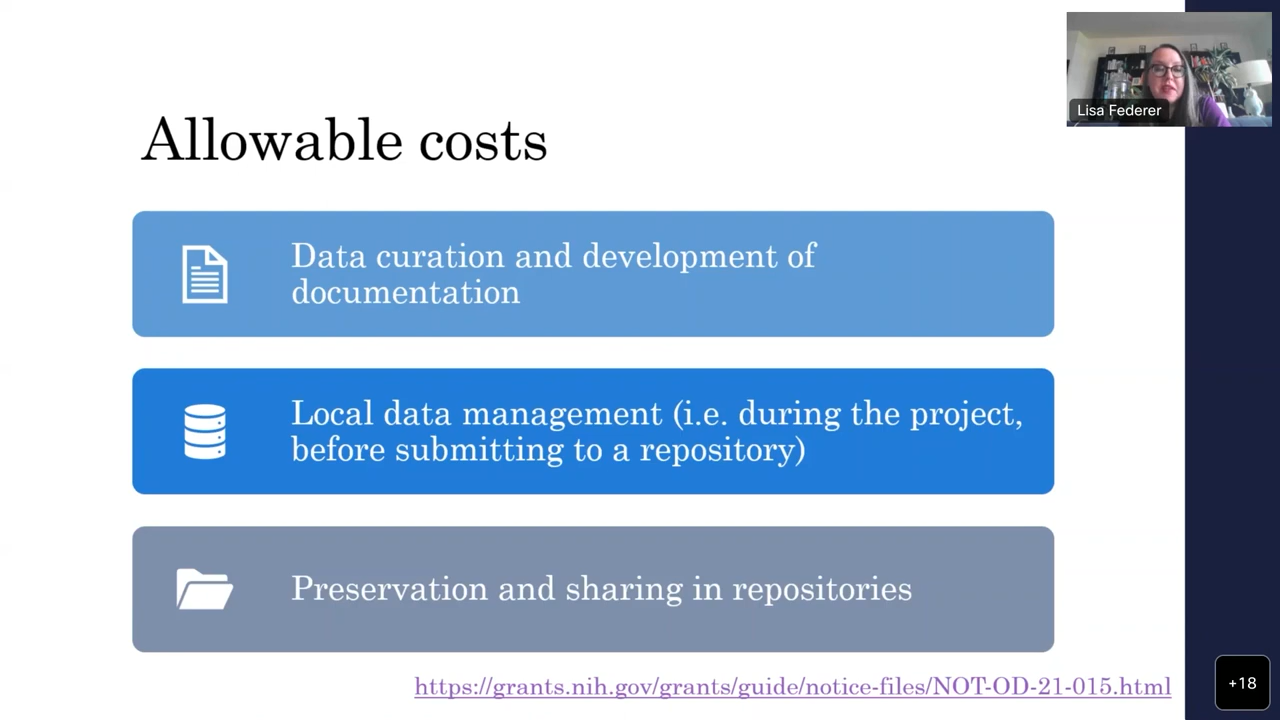 Lisa Federer
Allowable costs
Data curation and development of
documentation
Local data management (i.e. during the project,
before submitting to a repository)
Preservation and sharing in repositories
https://grants.nih.gov/grants/guide/notice-files/NOT-OD-21-015.html
+18